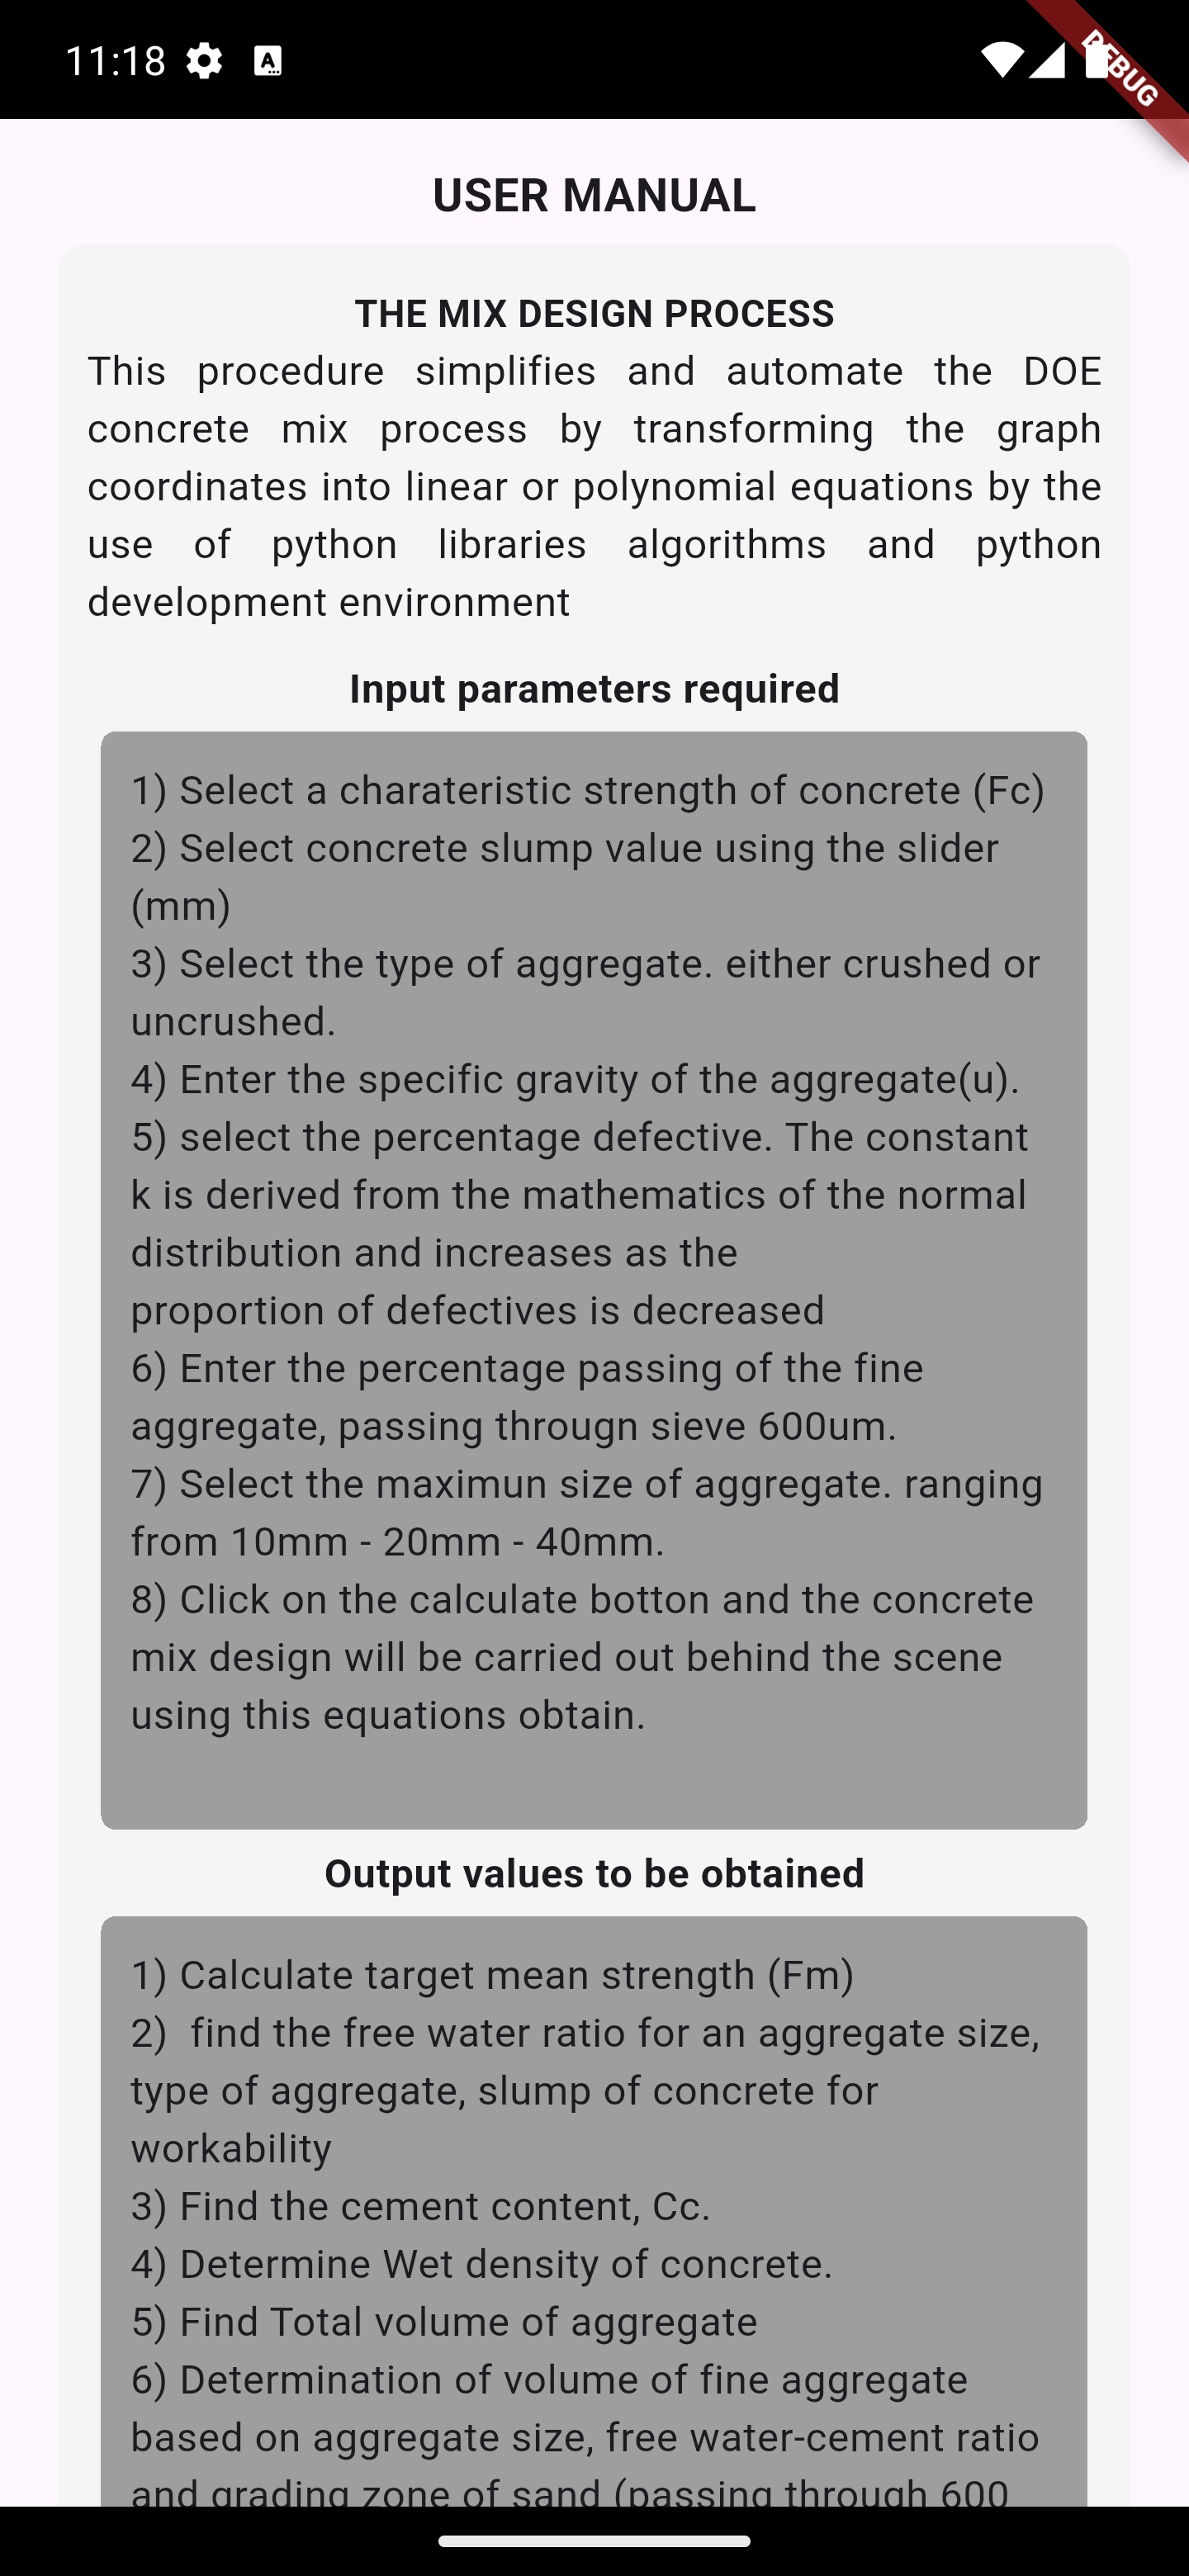 11:18
DEBUG
USER MANUAL
THE MIX DESIGN PROCESS
This procedure simplifies and automate the DOE
concrete mix process by transforming the graph
coordinates into linear or polynomial equations by the
use of python libraries algorithms and python
development environment
Input parameters required
1) Select a charateristic strength of concrete (Fc)
2) Select concrete slump value using the slider
(mm)
3) Select the type of aggregate. either crushed or
uncrushed.
4) Enter the specific gravity of the aggregate(u).
5) select the percentage defective. The constant
k is derived from the mathematics of the normal
distribution and increases as the
proportion of defectives is decreased
6) Enter the percentage passing of the fine
aggregate, passing througn sieve 600um.
7) Select the maximun size of aggregate. ranging
from 10mm - 20mm - 40mm.
8) Click on the calculate botton and the concrete
mix design will be carried out behind the scene
using this equations obtain.
Output values to be obtained
1) Calculate target mean strength (Fm)
2)  find the free water ratio for an aggregate size,
type of aggregate, slump of concrete for
workability
3) Find the cement content, Cc.
4) Determine Wet density of concrete.
5) Find Total volume of aggregate
6) Determination of volume of fine aggregate
based on aggregate size, free water-cement ratio
and grading zone of sand (passing through 600